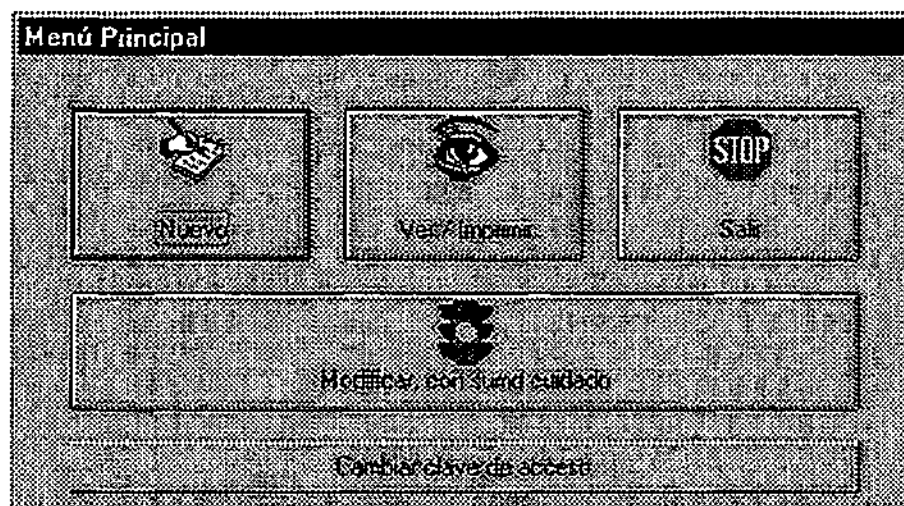 Menú Principal
STOP
Nuevo
Ver / Imprimir
Salir
Modificar, con sumo cuidado
Cambiar clave de acceso